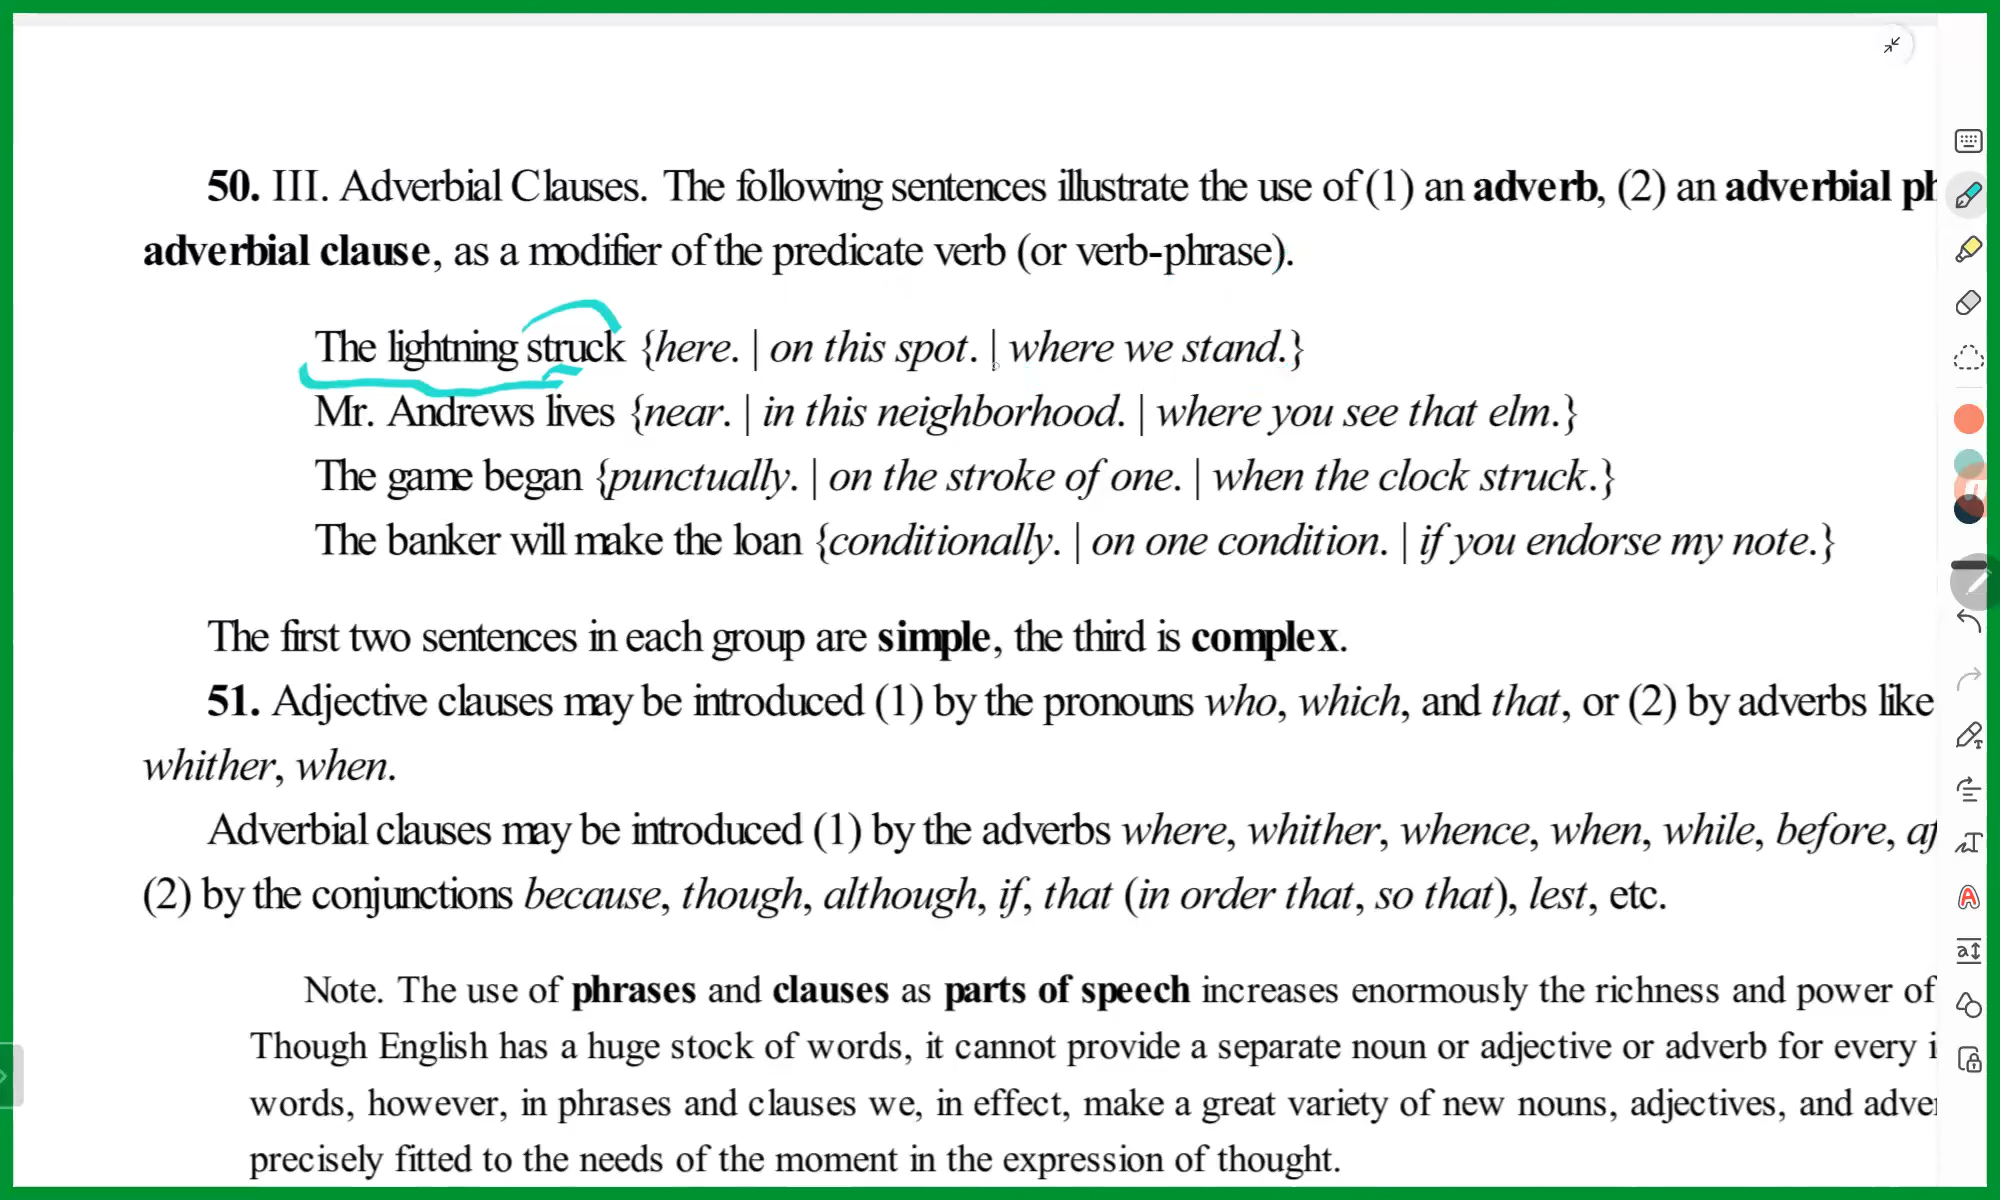 50. III. Adverbial Clauses. The following sentences illustrate the use of (1) an adverb, (2) an adverbial
adverbial clause, as a modifier of the predicate verb (or verb-phrase).
The lightning struck {here. | on this spot. | where we stand.}
Mr. Andrews lives {near. | in this neighborhood. | where you see that elm.}
The game began {punctually. | on the stroke of one. | when the clock struck.}
The banker will make the loan {conditionally. | on one condition. | if you endorse my note.}
The first two sentences in each group are simple, the third is complex.
51. Adjective clauses may be introduced (1) by the pronouns who, which, and that, or (2) by adverbs like
whither, when.
Adverbial clauses may be introduced (1) by the adverbs where, whither, whence, when, while, before,
(2) by the conjunctions because, though, although, if, that (in order that, so that), lest, etc.
Note. The use of phrases and clauses as parts of speech increases enormously the richness and power of
Though English has a huge stock of words, it cannot provide a separate noun or adjective or adverb for every
words, however, in phrases and clauses we, in effect, make a great variety of new nouns, adjectives, and
precisely fitted to the needs of the moment in the expression of thought.